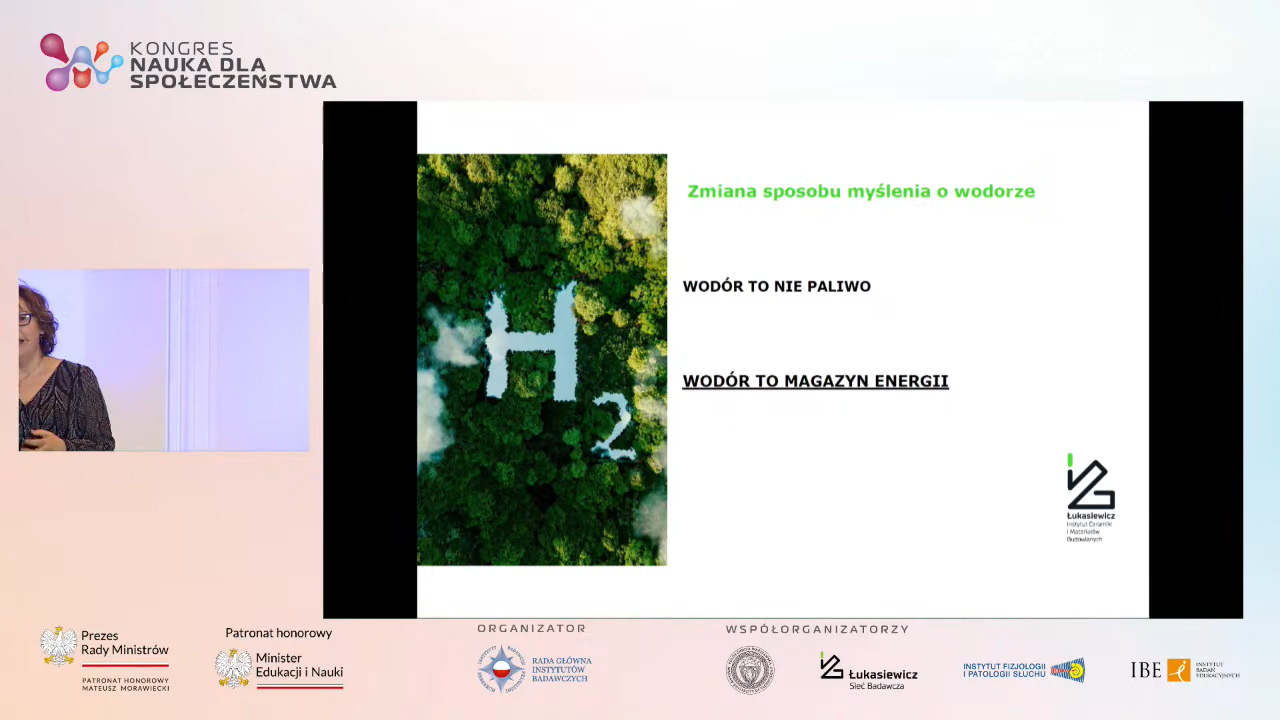 KONGRES
NAUKA DLA
SPOŁECZEŃSTWA
Zmiana sposobu myślenia o wodorze
WODÓR TO NIE PALIWO
WODÓR TO MAGAZYN ENERGII
H2
Łukasiewicz
Instytut Ceramiki
i Materiałów
Budowlanych
Prezes
Rady Ministrów
PATRONAT HONOROWY
MATEUSZ MORAWIECKI
Patronat honorowy
Minister
Edukacji i Nauki
ORGANIZATOR
RADA GŁÓWNA
INSTYTUTÓW
BADAWCZYCH
WSPÓŁORGANIZATORZY
Łukasiewicz
Sieć Badawcza
INSTYTUT FIZJOLOGII
I PATOLOGII SŁUCHU
IBE
INSTYTUT
BADAŃ
EDUKACYJNYCH